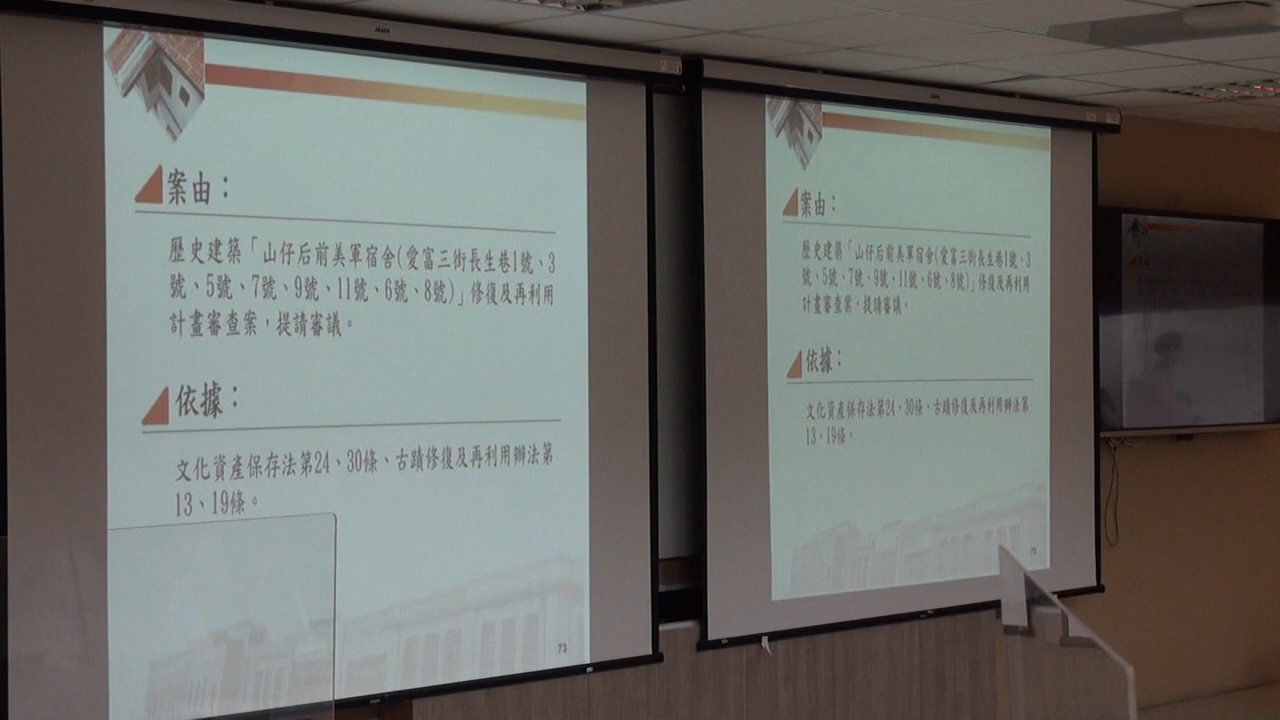 案由：
歷史建築「山仔后前美軍宿舍(愛富三街長生巷1號、3
號、5號、7號、9號、11號、6號、8號)」修復及再利用
計畫審查案，提請審議。
依據：
文化資產保存法第24、30條、古蹟修復及再利用辦法第
13、19條。
73
案由：
歷史建築「山仔后前美軍宿舍(愛富三街長生巷1號、3
號、5號、7號、9號、11號、6號、8號)」修復及再利用
計畫審查案，提請審議。
依據：
文化資產保存法第24、30條、古蹟修復及再利用辦法第
13、19條。